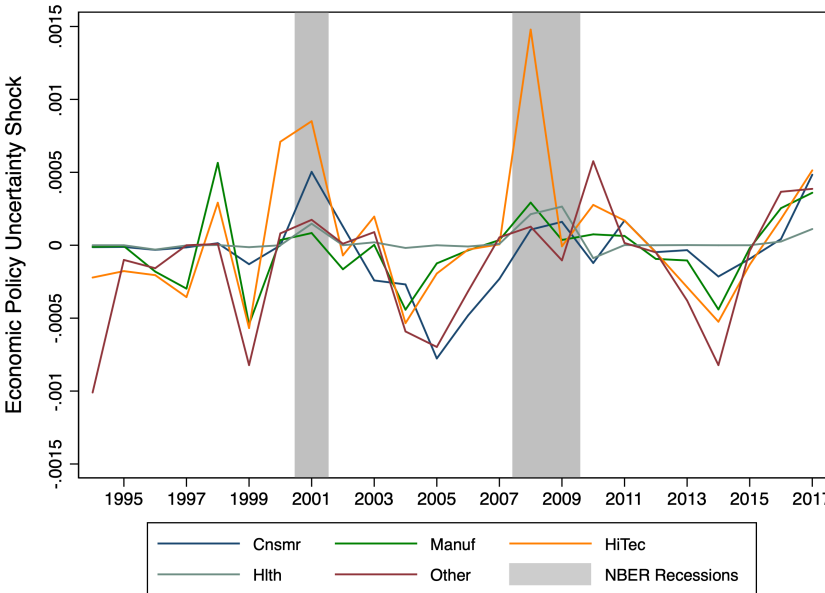 Economic Policy Uncertainty Shock
.0015
.001
.0005
0
-.0005
-.001
-.0015
1995 1997 1999 2001 2003 2005 2007 2009 2011 2013 2015 2017
Cnsmr Manuf HiTec
Hlth Other NBER Recessions